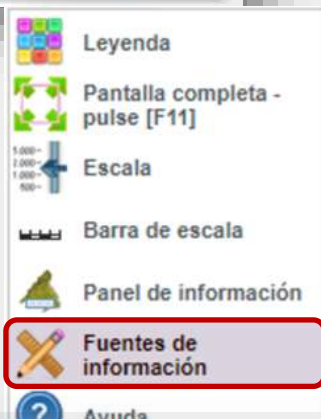 Leyenda
Pantalla completa -
pulse [F11]
5.000
2.000
1.000
500
Escala
Barra de escala
Panel de información
Fuentes de
información
?
Ayuda